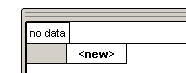 no data
<new>